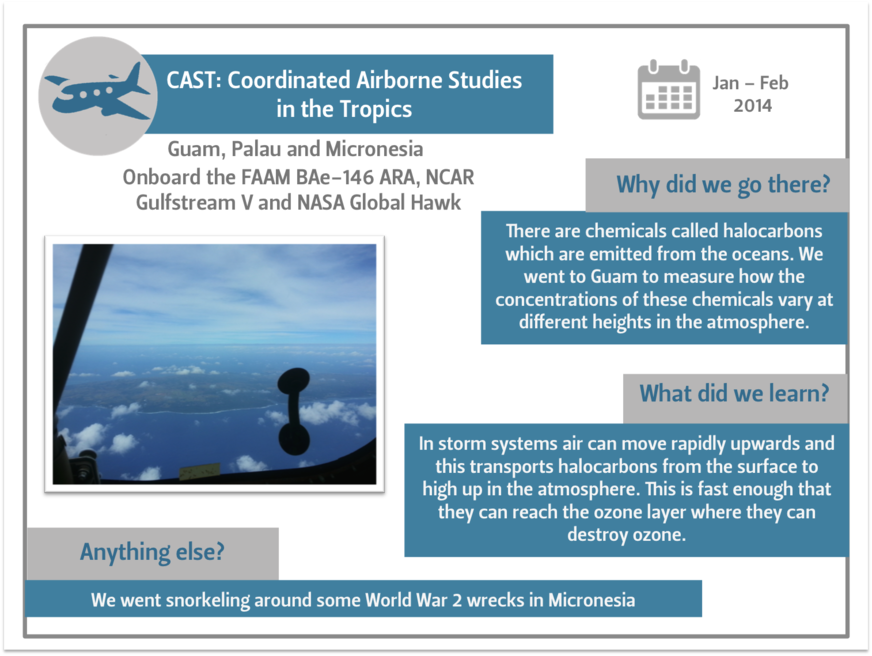 CAST: Coordinated Airborne Studies
in the Tropics
Jan – Feb
2014
Guam, Palau and Micronesia
Onboard the FAAM BAe–146 ARA, NCAR
Gulfstream V and NASA Global Hawk
Why did we go there?
There are chemicals called halocarbons
which are emitted from the oceans. We
went to Guam to measure how the
concentrations of these chemicals vary at
different heights in the atmosphere.
What did we learn?
In storm systems air can move rapidly upwards and
this transports halocarbons from the surface to
high up in the atmosphere. This is fast enough that
they can reach the ozone layer where they can
destroy ozone.
Anything else?
We went snorkeling around some World War 2 wrecks in Micronesia